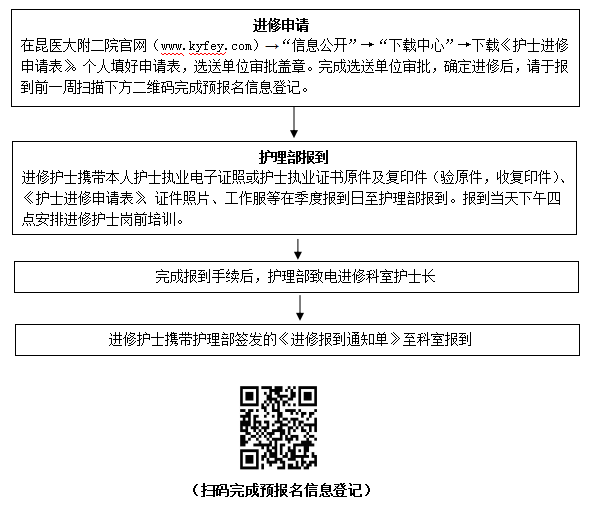 进修申请
在昆医大附二院官网（www.kyfey.com）→“信息公开”→“下载中心”→下载《护士进修
申请表》。个人填好申请表，选送单位审批盖章。完成选送单位审批，确定进修后，请于报
到前一周扫描下方二维码完成预报名信息登记。
护理部报到
进修护士携带本人护士执业电子证照或护士执业证书原件及复印件（验原件，收复印件）、
《护士进修申请表》、证件照片、工作服等在季度报到日至护理部报到。报到当天下午四
点安排进修护士岗前培训。
完成报到手续后，护理部致电进修科室护士长
进修护士携带护理部签发的《进修报到通知单》至科室报到
（扫码完成预报名信息登记）